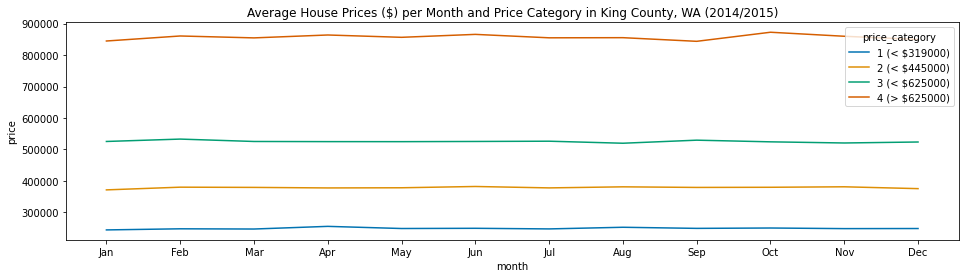 Average House Prices ($) per Month and Price Category in King County, WA (2014/2015)
price_category
1 (< $319000)
2 (< $445000)
3 (< $625000)
4 (> $625000)
price
900000
800000
700000
600000
500000
400000
300000
Jan Feb Mar Apr May Jun Jul Aug Sep Oct Nov Dec
month